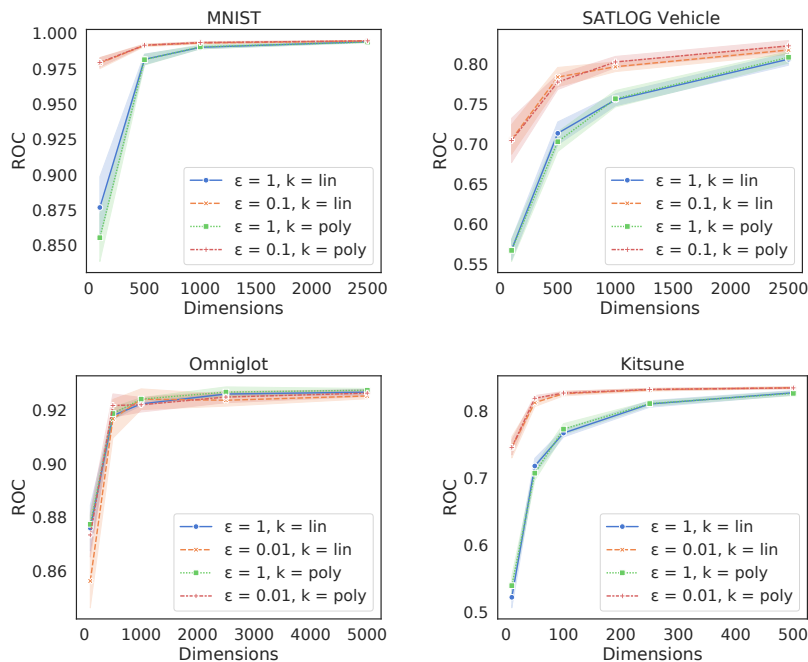 MNIST
1.000
0.975
0.950
0.925
0.900
0.875
0.850
ROC
0 500 1000 1500 2000 2500
Dimensions
ε = 1, k = lin
ε = 0.1, k = lin
ε = 1, k = poly
ε = 0.1, k = poly
SATLOG Vehicle
0.80
0.75
0.70
0.65
0.60
0.55
ROC
0 500 1000 1500 2000 2500
Dimensions
ε = 1, k = lin
ε = 0.1, k = lin
ε = 1, k = poly
ε = 0.1, k = poly
Omniglot
0.92
0.90
0.88
0.86
ROC
0 1000 2000 3000 4000 5000
Dimensions
ε = 1, k = lin
ε = 0.01, k = lin
ε = 1, k = poly
ε = 0.01, k = poly
Kitsune
0.8
0.7
0.6
0.5
ROC
0 100 200 300 400 500
Dimensions
ε = 1, k = lin
ε = 0.01, k = lin
ε = 1, k = poly
ε = 0.01, k = poly